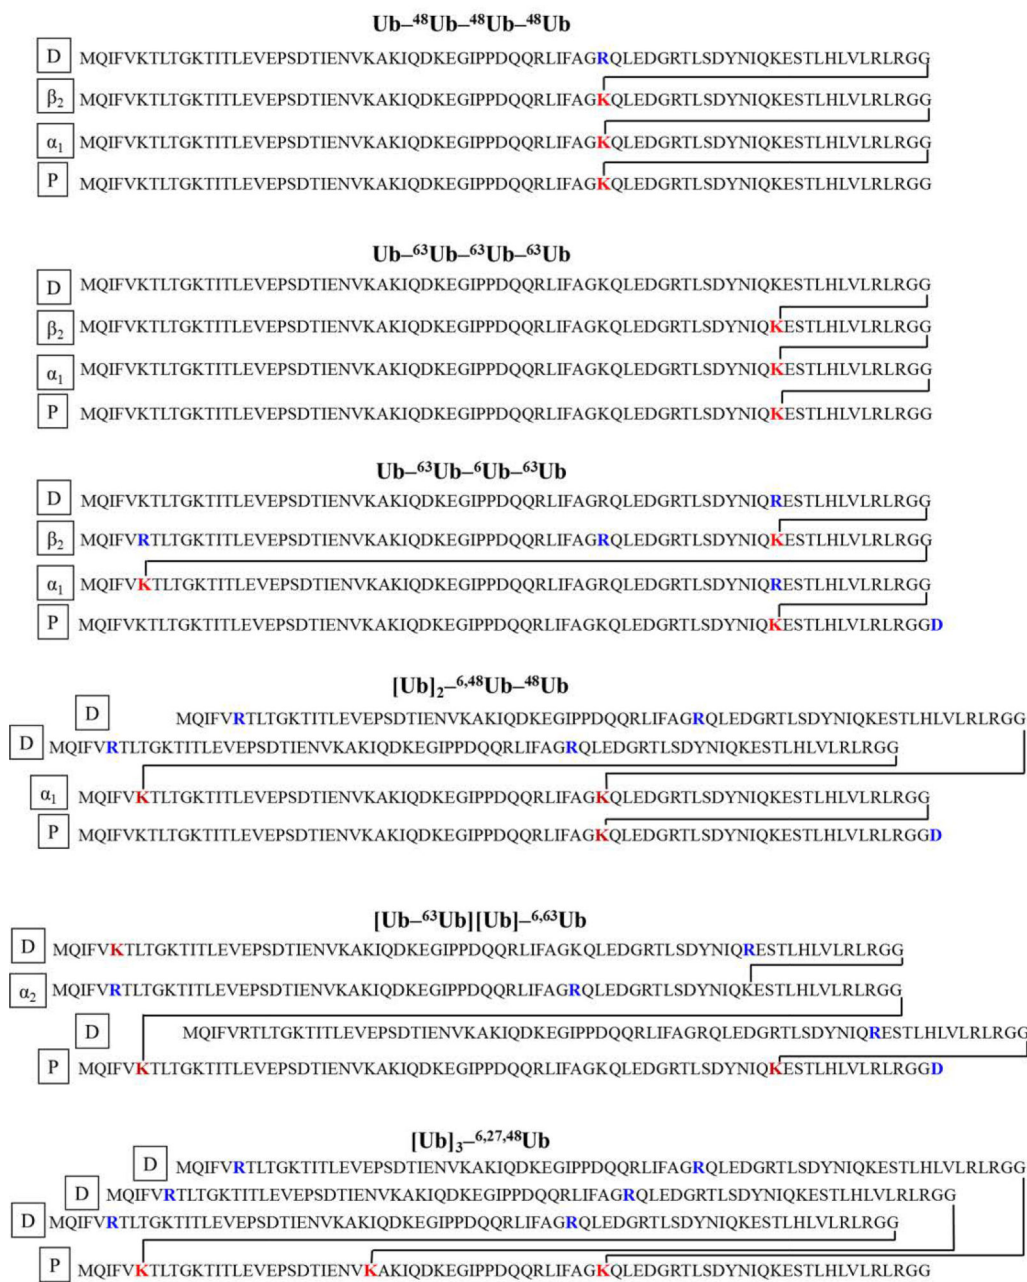 Ub–⁴⁸Ub–⁴⁸Ub–⁴⁸Ub
D MQIFVKTLTGKTITLEVEPSDTIENVKAKIQDKEGIPPDQQRLIFAGRQLEDGRTLSDYNIQKESTLHLVLRLRGG
β₂ MQIFVKTLTGKTITLEVEPSDTIENVKAKIQDKEGIPPDQQRLIFAGKQLEDGRTLSDYNIQKESTLHLVLRLRGG
α₁ MQIFVKTLTGKTITLEVEPSDTIENVKAKIQDKEGIPPDQQRLIFAGKQLEDGRTLSDYNIQKESTLHLVLRLRGG
P MQIFVKTLTGKTITLEVEPSDTIENVKAKIQDKEGIPPDQQRLIFAGKQLEDGRTLSDYNIQKESTLHLVLRLRGG
Ub–⁶³Ub–⁶³Ub–⁶³Ub
D MQIFVKTLTGKTITLEVEPSDTIENVKAKIQDKEGIPPDQQRLIFAGKQLEDGRTLSDYNIQKESTLHLVLRLRGG
β₂ MQIFVKTLTGKTITLEVEPSDTIENVKAKIQDKEGIPPDQQRLIFAGKQLEDGRTLSDYNIQKESTLHLVLRLRGG
α₁ MQIFVKTLTGKTITLEVEPSDTIENVKAKIQDKEGIPPDQQRLIFAGKQLEDGRTLSDYNIQKESTLHLVLRLRGG
P MQIFVKTLTGKTITLEVEPSDTIENVKAKIQDKEGIPPDQQRLIFAGKQLEDGRTLSDYNIQKESTLHLVLRLRGG
Ub–⁶³Ub–⁶Ub–⁶³Ub
D MQIFVKTLTGKTITLEVEPSDTIENVKAKIQDKEGIPPDQQRLIFAGRQLEDGRTLSDYNIQRESTLHLVLRLRGG
β₂ MQIFVRTLTGKTITLEVEPSDTIENVKAKIQDKEGIPPDQQRLIFAGRQLEDGRTLSDYNIQKESTLHLVLRLRGG
α₁ MQIFVKTLTGKTITLEVEPSDTIENVKAKIQDKEGIPPDQQRLIFAGRQLEDGRTLSDYNIQRESTLHLVLRLRGG
P MQIFVKTLTGKTITLEVEPSDTIENVKAKIQDKEGIPPDQQRLIFAGKQLEDGRTLSDYNIQKESTLHLVLRLRGGD
[Ub]₂–⁶,⁴⁸Ub–⁴⁸Ub
D MQIFVRTLTGKTITLEVEPSDTIENVKAKIQDKEGIPPDQQRLIFAGRQLEDGRTLSDYNIQKESTLHLVLRLRGG
D MQIFVRTLTGKTITLEVEPSDTIENVKAKIQDKEGIPPDQQRLIFAGRQLEDGRTLSDYNIQKESTLHLVLRLRGG
α₁ MQIFVKTLTGKTITLEVEPSDTIENVKAKIQDKEGIPPDQQRLIFAGKQLEDGRTLSDYNIQKESTLHLVLRLRGG
P MQIFVKTLTGKTITLEVEPSDTIENVKAKIQDKEGIPPDQQRLIFAGKQLEDGRTLSDYNIQKESTLHLVLRLRGGD
[Ub–⁶³Ub][Ub]–⁶,⁶³Ub
D MQIFVKTLTGKTITLEVEPSDTIENVKAKIQDKEGIPPDQQRLIFAGKQLEDGRTLSDYNIQRESTLHLVLRLRGG
α₂ MQIFVRTLTGKTITLEVEPSDTIENVKAKIQDKEGIPPDQQRLIFAGRQLEDGRTLSDYNIQKESTLHLVLRLRGG
D MQIFVRTLTGKTITLEVEPSDTIENVKAKIQDKEGIPPDQQRLIFAGRQLEDGRTLSDYNIQRESTLHLVLRLRGG
P MQIFVKTLTGKTITLEVEPSDTIENVKAKIQDKEGIPPDQQRLIFAGKQLEDGRTLSDYNIQKESTLHLVLRLRGGD
[Ub]₃–⁶,²⁷,⁴⁸Ub
D MQIFVRTLTGKTITLEVEPSDTIENVKAKIQDKEGIPPDQQRLIFAGRQLEDGRTLSDYNIQKESTLHLVLRLRGG
D MQIFVRTLTGKTITLEVEPSDTIENVKAKIQDKEGIPPDQQRLIFAGRQLEDGRTLSDYNIQKESTLHLVLRLRGG
D MQIFVRTLTGKTITLEVEPSDTIENVKAKIQDKEGIPPDQQRLIFAGRQLEDGRTLSDYNIQKESTLHLVLRLRGG
P MQIFVKTLTGKTITLEVEPSDTIENVKAKIQDKEGIPPDQQRLIFAGKQLEDGRTLSDYNIQKESTLHLVLRLRGG